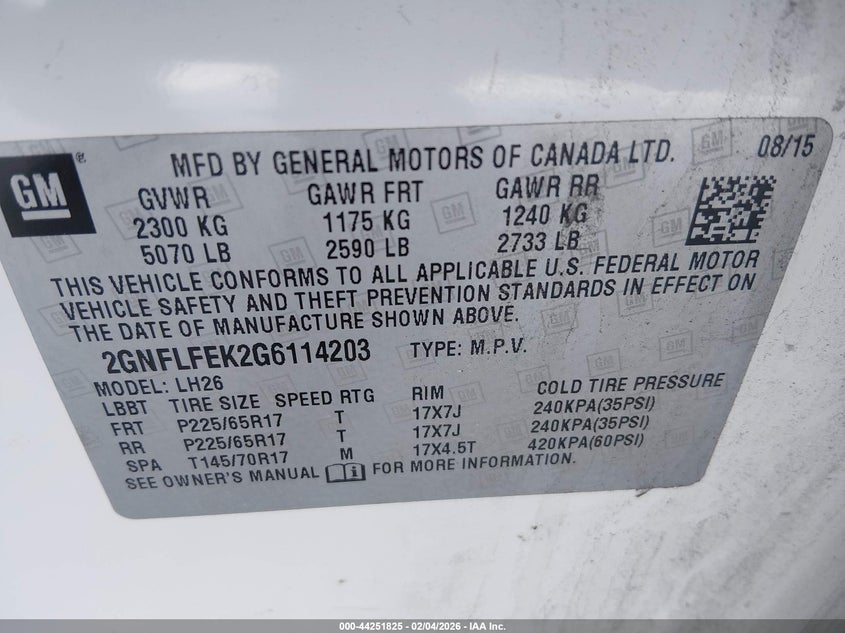 GM ®
MFD BY GENERAL MOTORS OF CANADA LTD. 08/15
GVWR GAWR FRT GAWR RR
2300 KG 1175 KG 1240 KG
5070 LB 2590 LB 2733 LB
THIS VEHICLE CONFORMS TO ALL APPLICABLE U.S. FEDERAL MOTOR
VEHICLE SAFETY AND THEFT PREVENTION STANDARDS IN EFFECT ON
THE DATE OF MANUFACTURE SHOWN ABOVE.
2GNFLFEK2G6114203 TYPE: M.P.V.
MODEL: LH26
LBBT TIRE SIZE SPEED RTG RIM COLD TIRE PRESSURE
FRT P225/65R17 T 17X7J 240KPA(35PSI)
RR P225/65R17 T 17X7J 240KPA(35PSI)
SPA T145/70R17 M 17X4.5T 420KPA(60PSI)
SEE OWNER'S MANUAL FOR MORE INFORMATION.
000-44251825 - 02/04/2026 - IAA Inc.